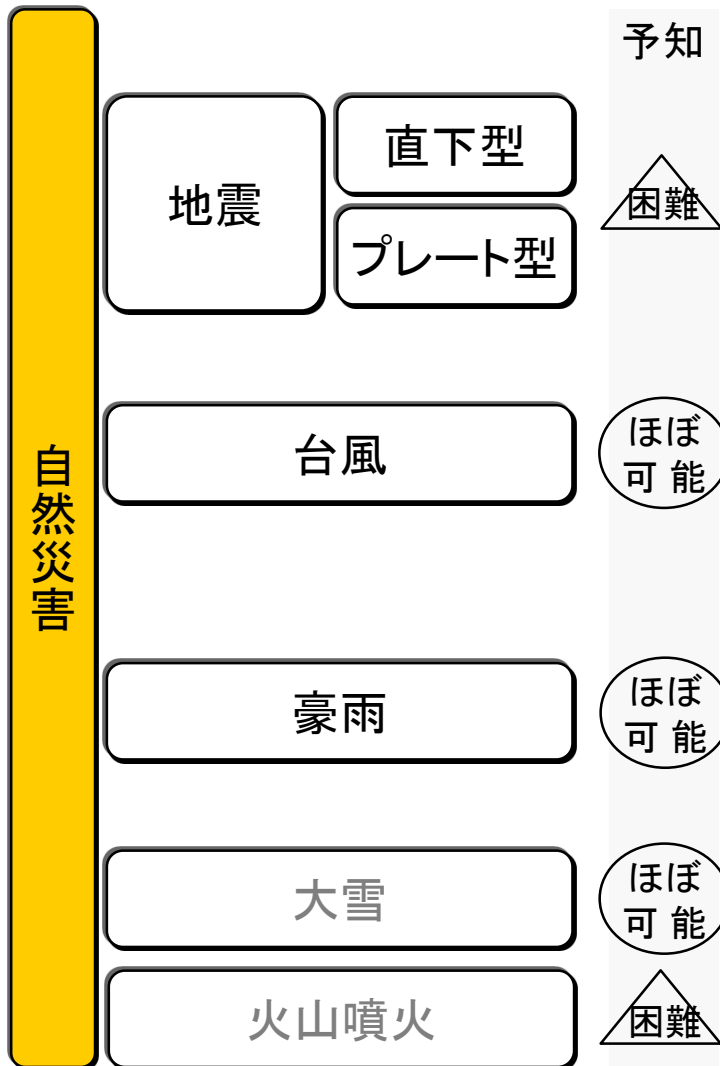 予知
自然災害
地震
直下型
プレート型
困難
台風
ほぼ
可能
豪雨
ほぼ
可能
大雪
ほぼ
可能
火山噴火
困難